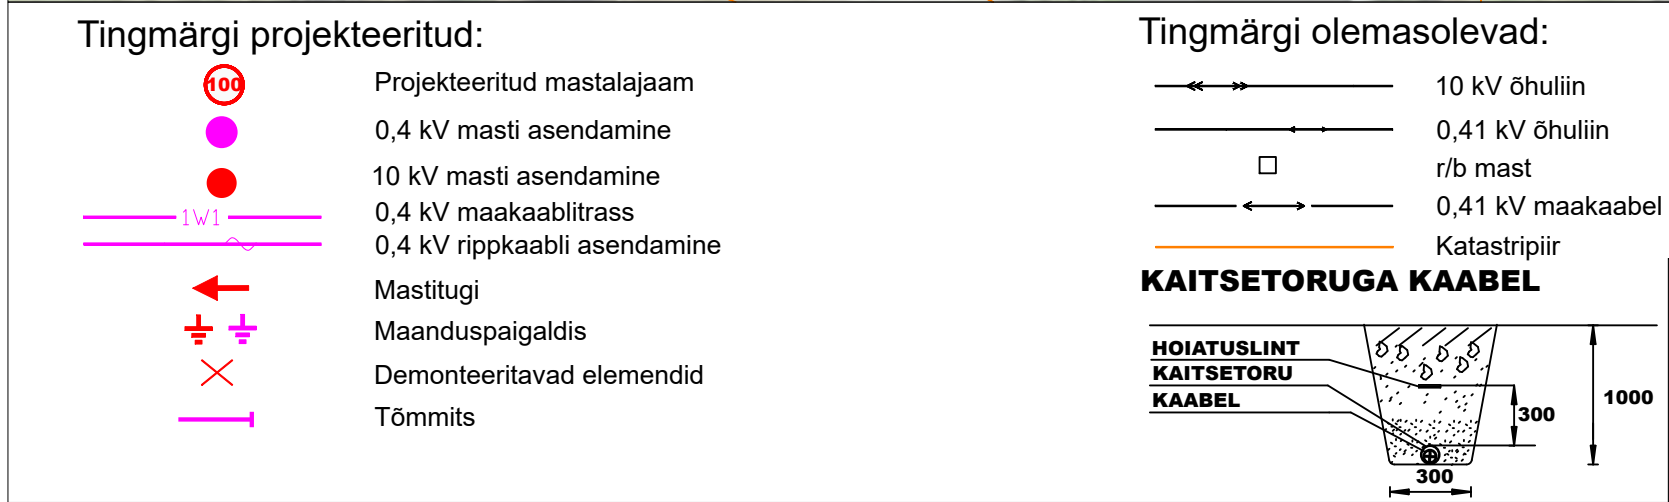 Tingmärgi projekteeritud:
100 Projekteeritud mastalajaam
0,4 kV masti asendamine
10 kV masti asendamine
1W1 0,4 kV maakaablitrass
0,4 kV rippkaabli asendamine
Mastitugi
Maanduspaigaldis
Demonteeritavad elemendid
Tõmmits
Tingmärgi olemasolevad:
10 kV õhuliin
0,41 kV õhuliin
r/b mast
0,41 kV maakaabel
Katastripiir
KAITSETORUGA KAABEL
HOIATUSLINT
KAITSETORU
KAABEL
300
1000
300